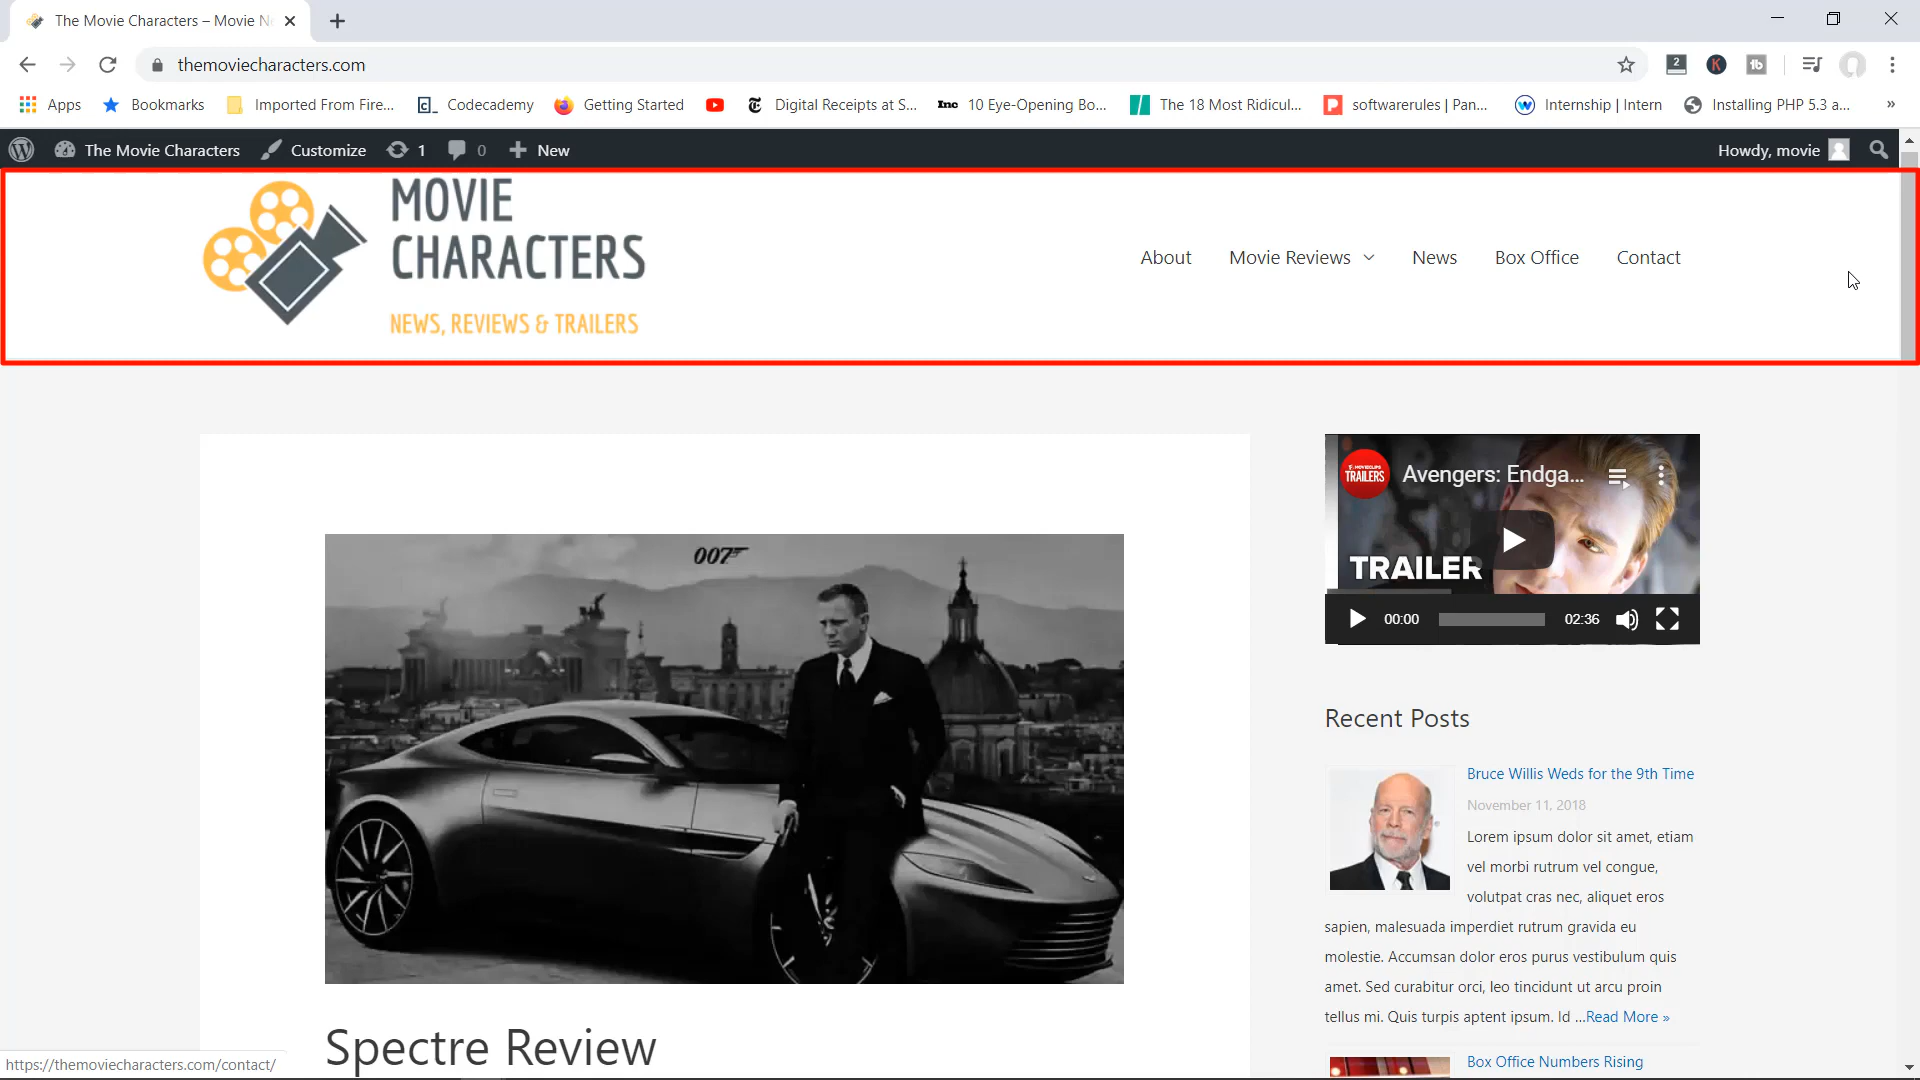 The Movie Characters – Movie N
themoviecharacters.com
2
K
tb
Apps
Bookmarks
Imported From Fire...
c_
Codecademy
Getting Started
Digital Receipts at S...
Inc
10 Eye-Opening Bo...
The 18 Most Ridicul...
softwarerules | Pan...
Internship | Intern
Installing PHP 5.3 a...
»
The Movie Characters
Customize
1
0
New
Howdy, movie
MOVIE
CHARACTERS
NEWS, REVIEWS & TRAILERS
About
Movie Reviews
News
Box Office
Contact
007
Spectre Review
MOVIECLIPS
TRAILERS
Avengers: Endga...
TRAILER
00:00
02:36
Recent Posts
Bruce Willis Weds for the 9th Time
November 11, 2018
Lorem ipsum dolor sit amet, etiam
vel morbi rutrum vel congue,
volutpat cras nec, aliquet eros
sapien, malesuada imperdiet rutrum gravida eu
molestie. Accumsan dolor eros purus vestibulum quis
amet. Sed curabitur orci, leo tincidunt ut arcu proin
tellus mi. Quis turpis aptent ipsum. Id ...Read More »
Box Office Numbers Rising
https://themoviecharacters.com/contact/